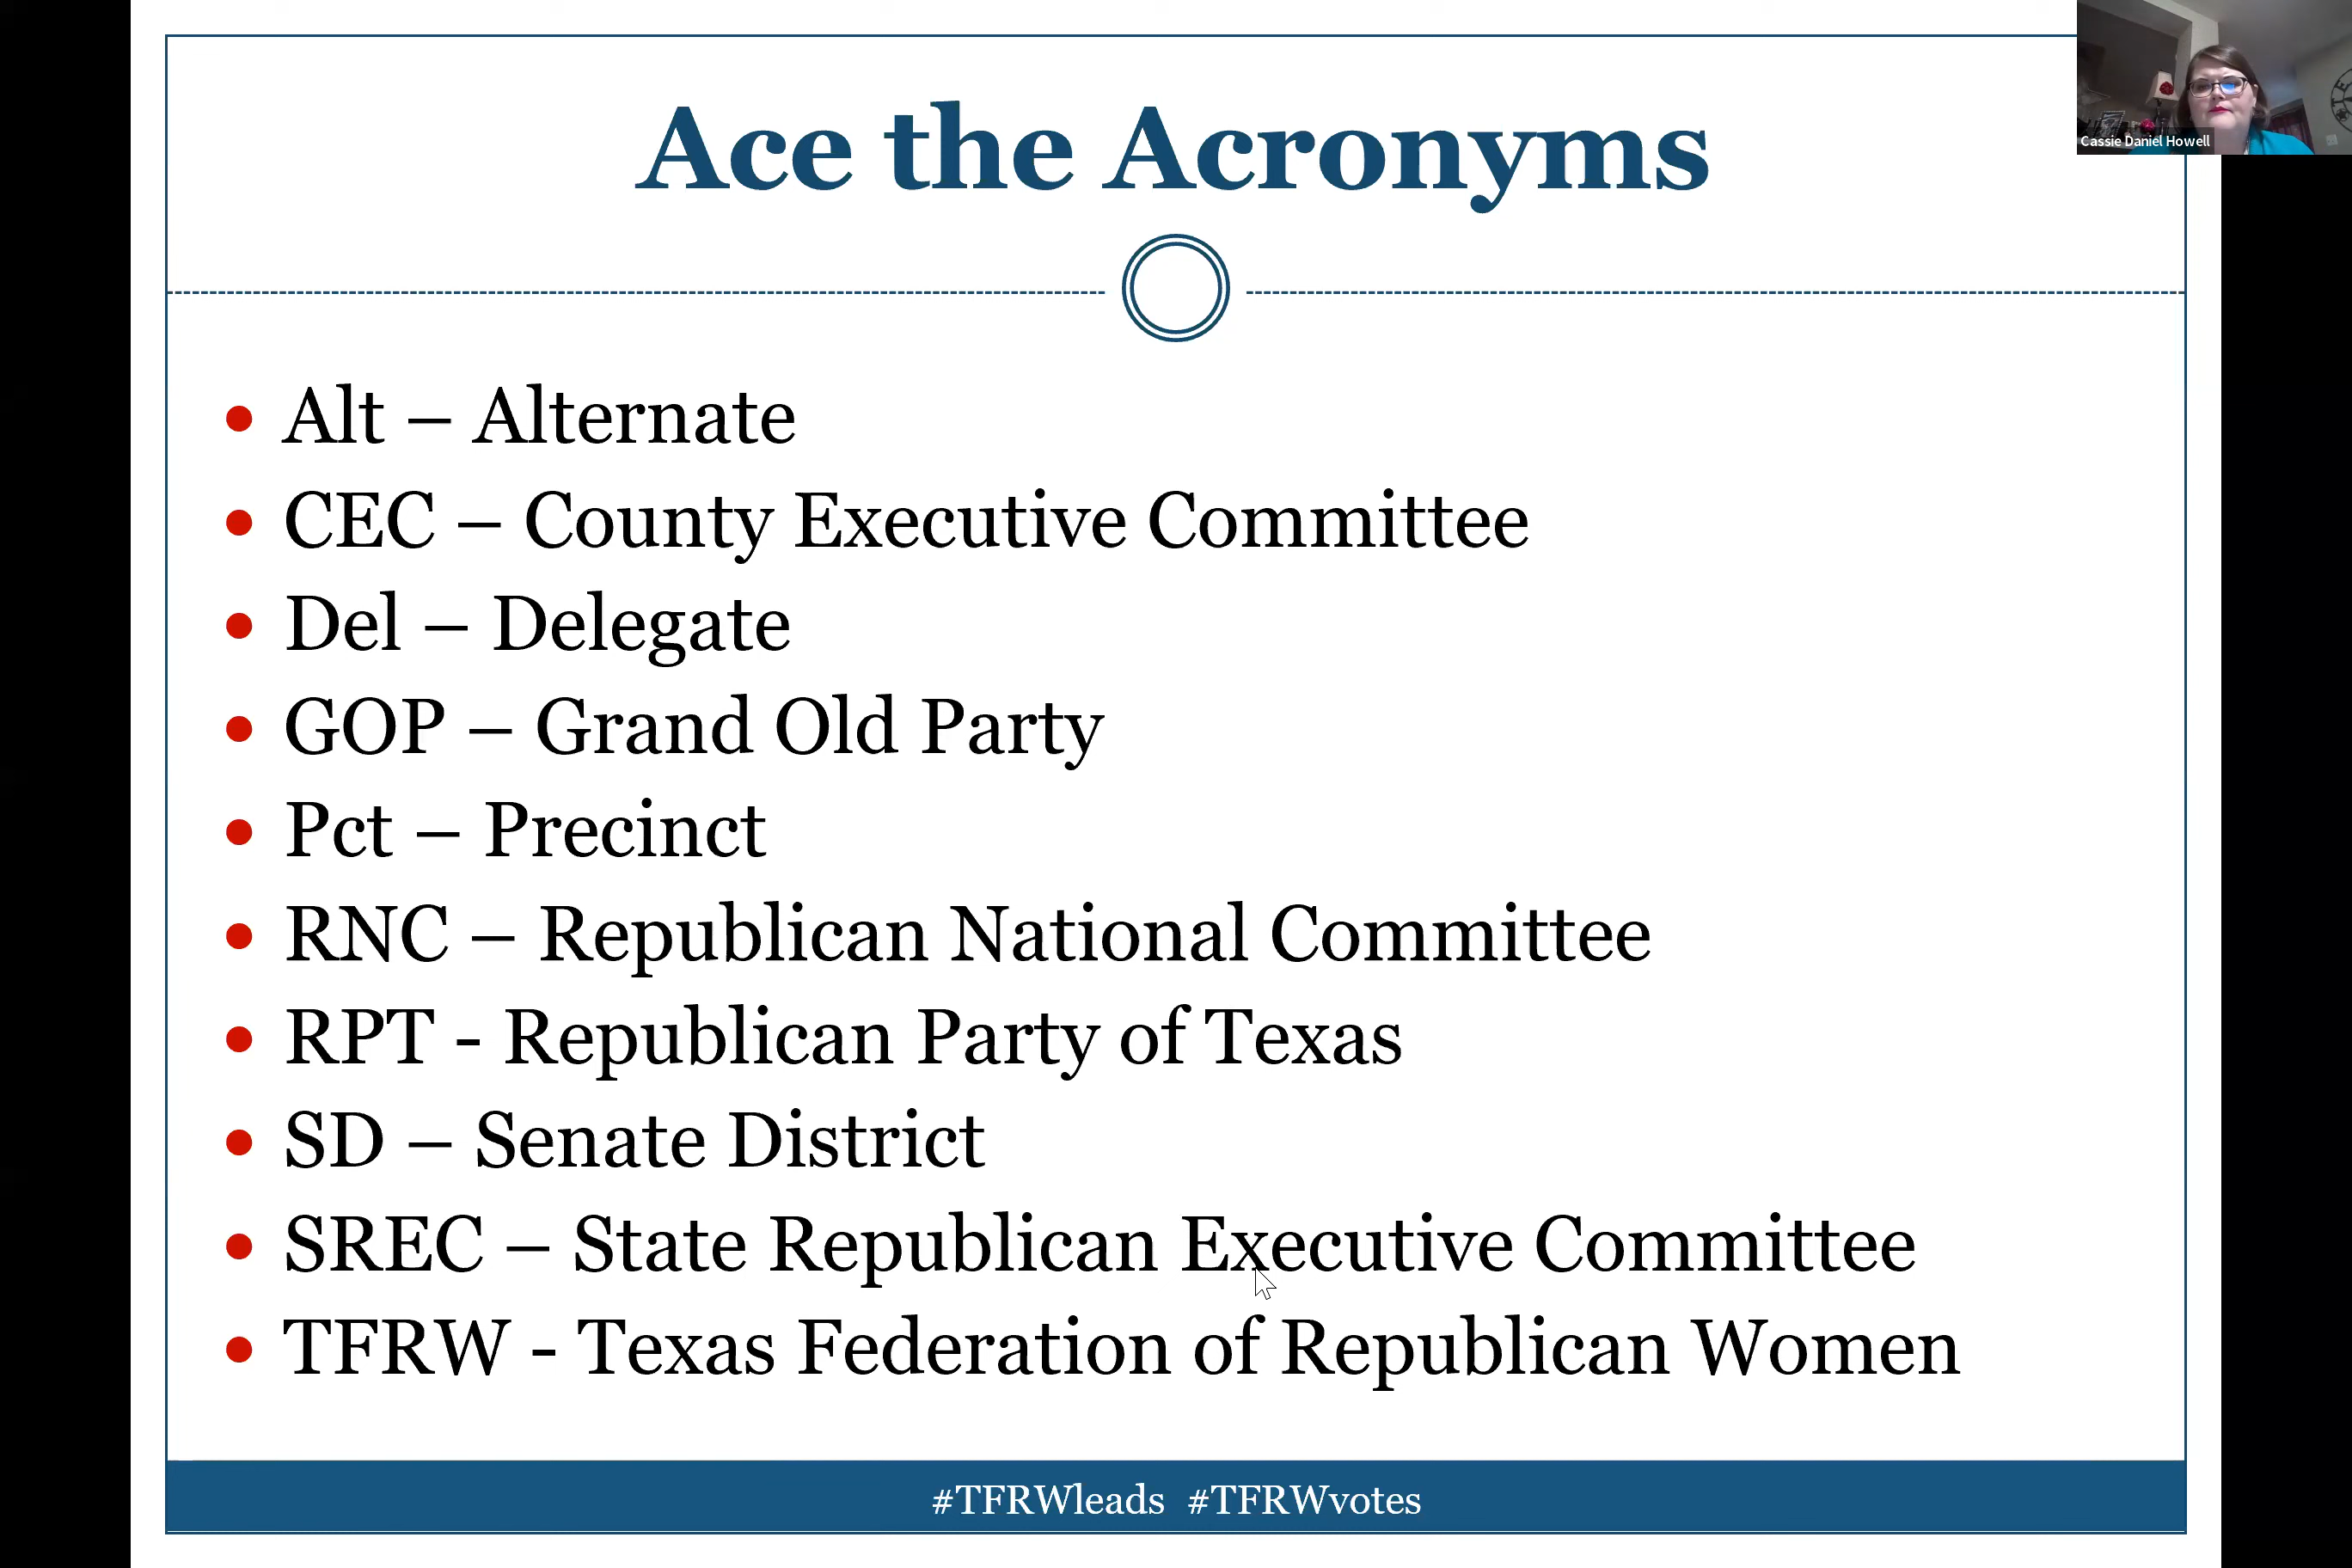 Ace the Acronyms
Cassie Daniel Howell
Alt – Alternate
CEC – County Executive Committee
Del – Delegate
GOP – Grand Old Party
Pct – Precinct
RNC – Republican National Committee
RPT - Republican Party of Texas
SD – Senate District
SREC – State Republican Executive Committee
TFRW - Texas Federation of Republican Women
#TFRWleads #TFRWvotes